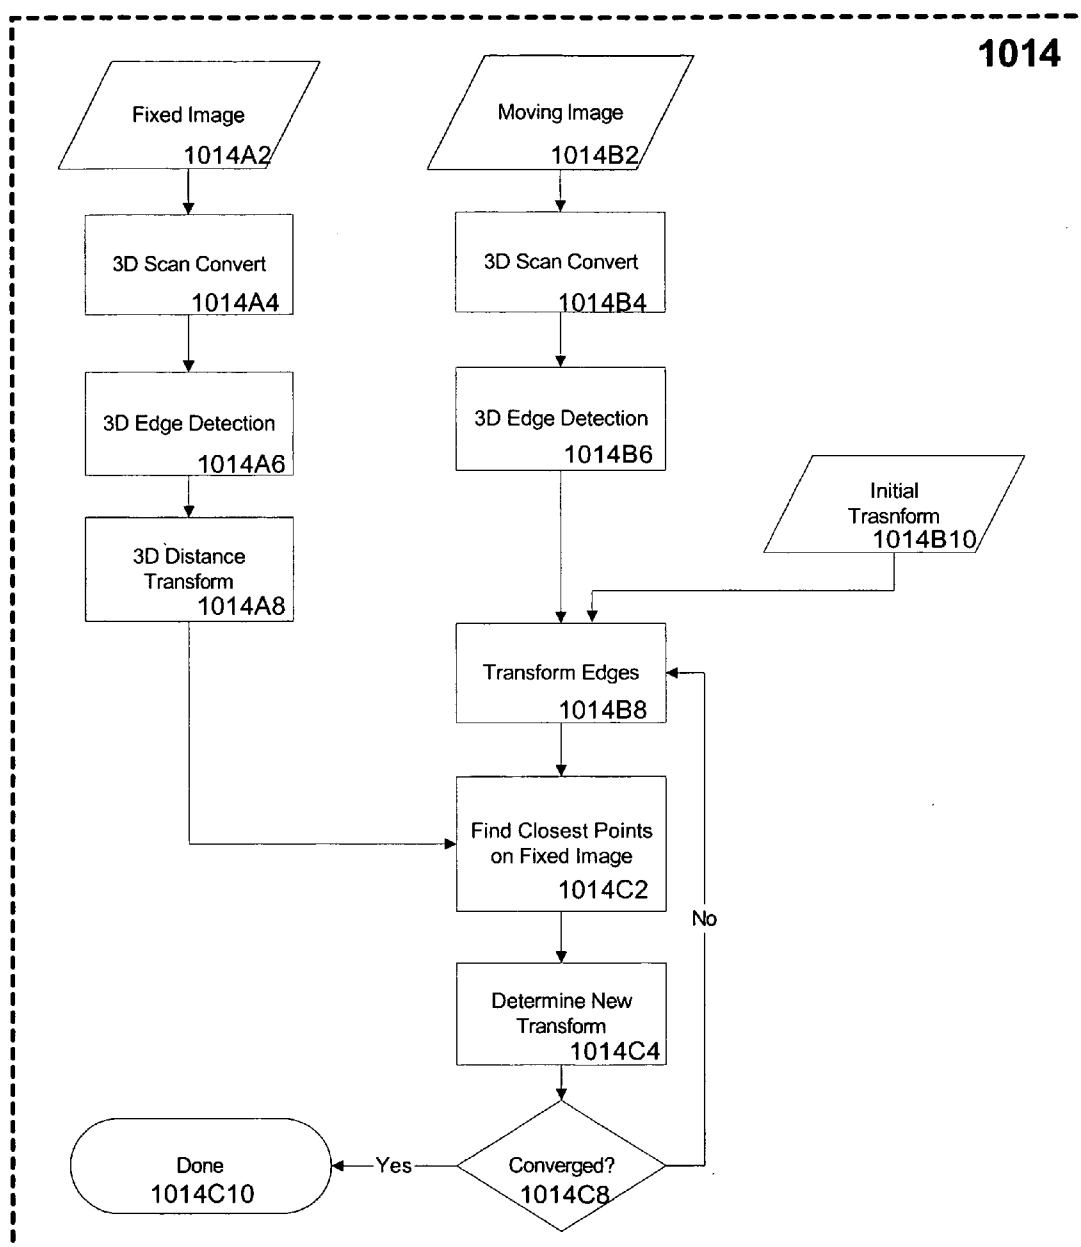 1014
Fixed Image
1014A2
Moving Image
1014B2
3D Scan Convert
1014A4
3D Scan Convert
1014B4
3D Edge Detection
1014A6
3D Edge Detection
1014B6
Initial
Trasnform
1014B10
3D Distance
Transform
1014A8
Transform Edges
1014B8
Find Closest Points
on Fixed Image
1014C2
No
Determine New
Transform
1014C4
Converged?
1014C8
Yes
Done
1014C10